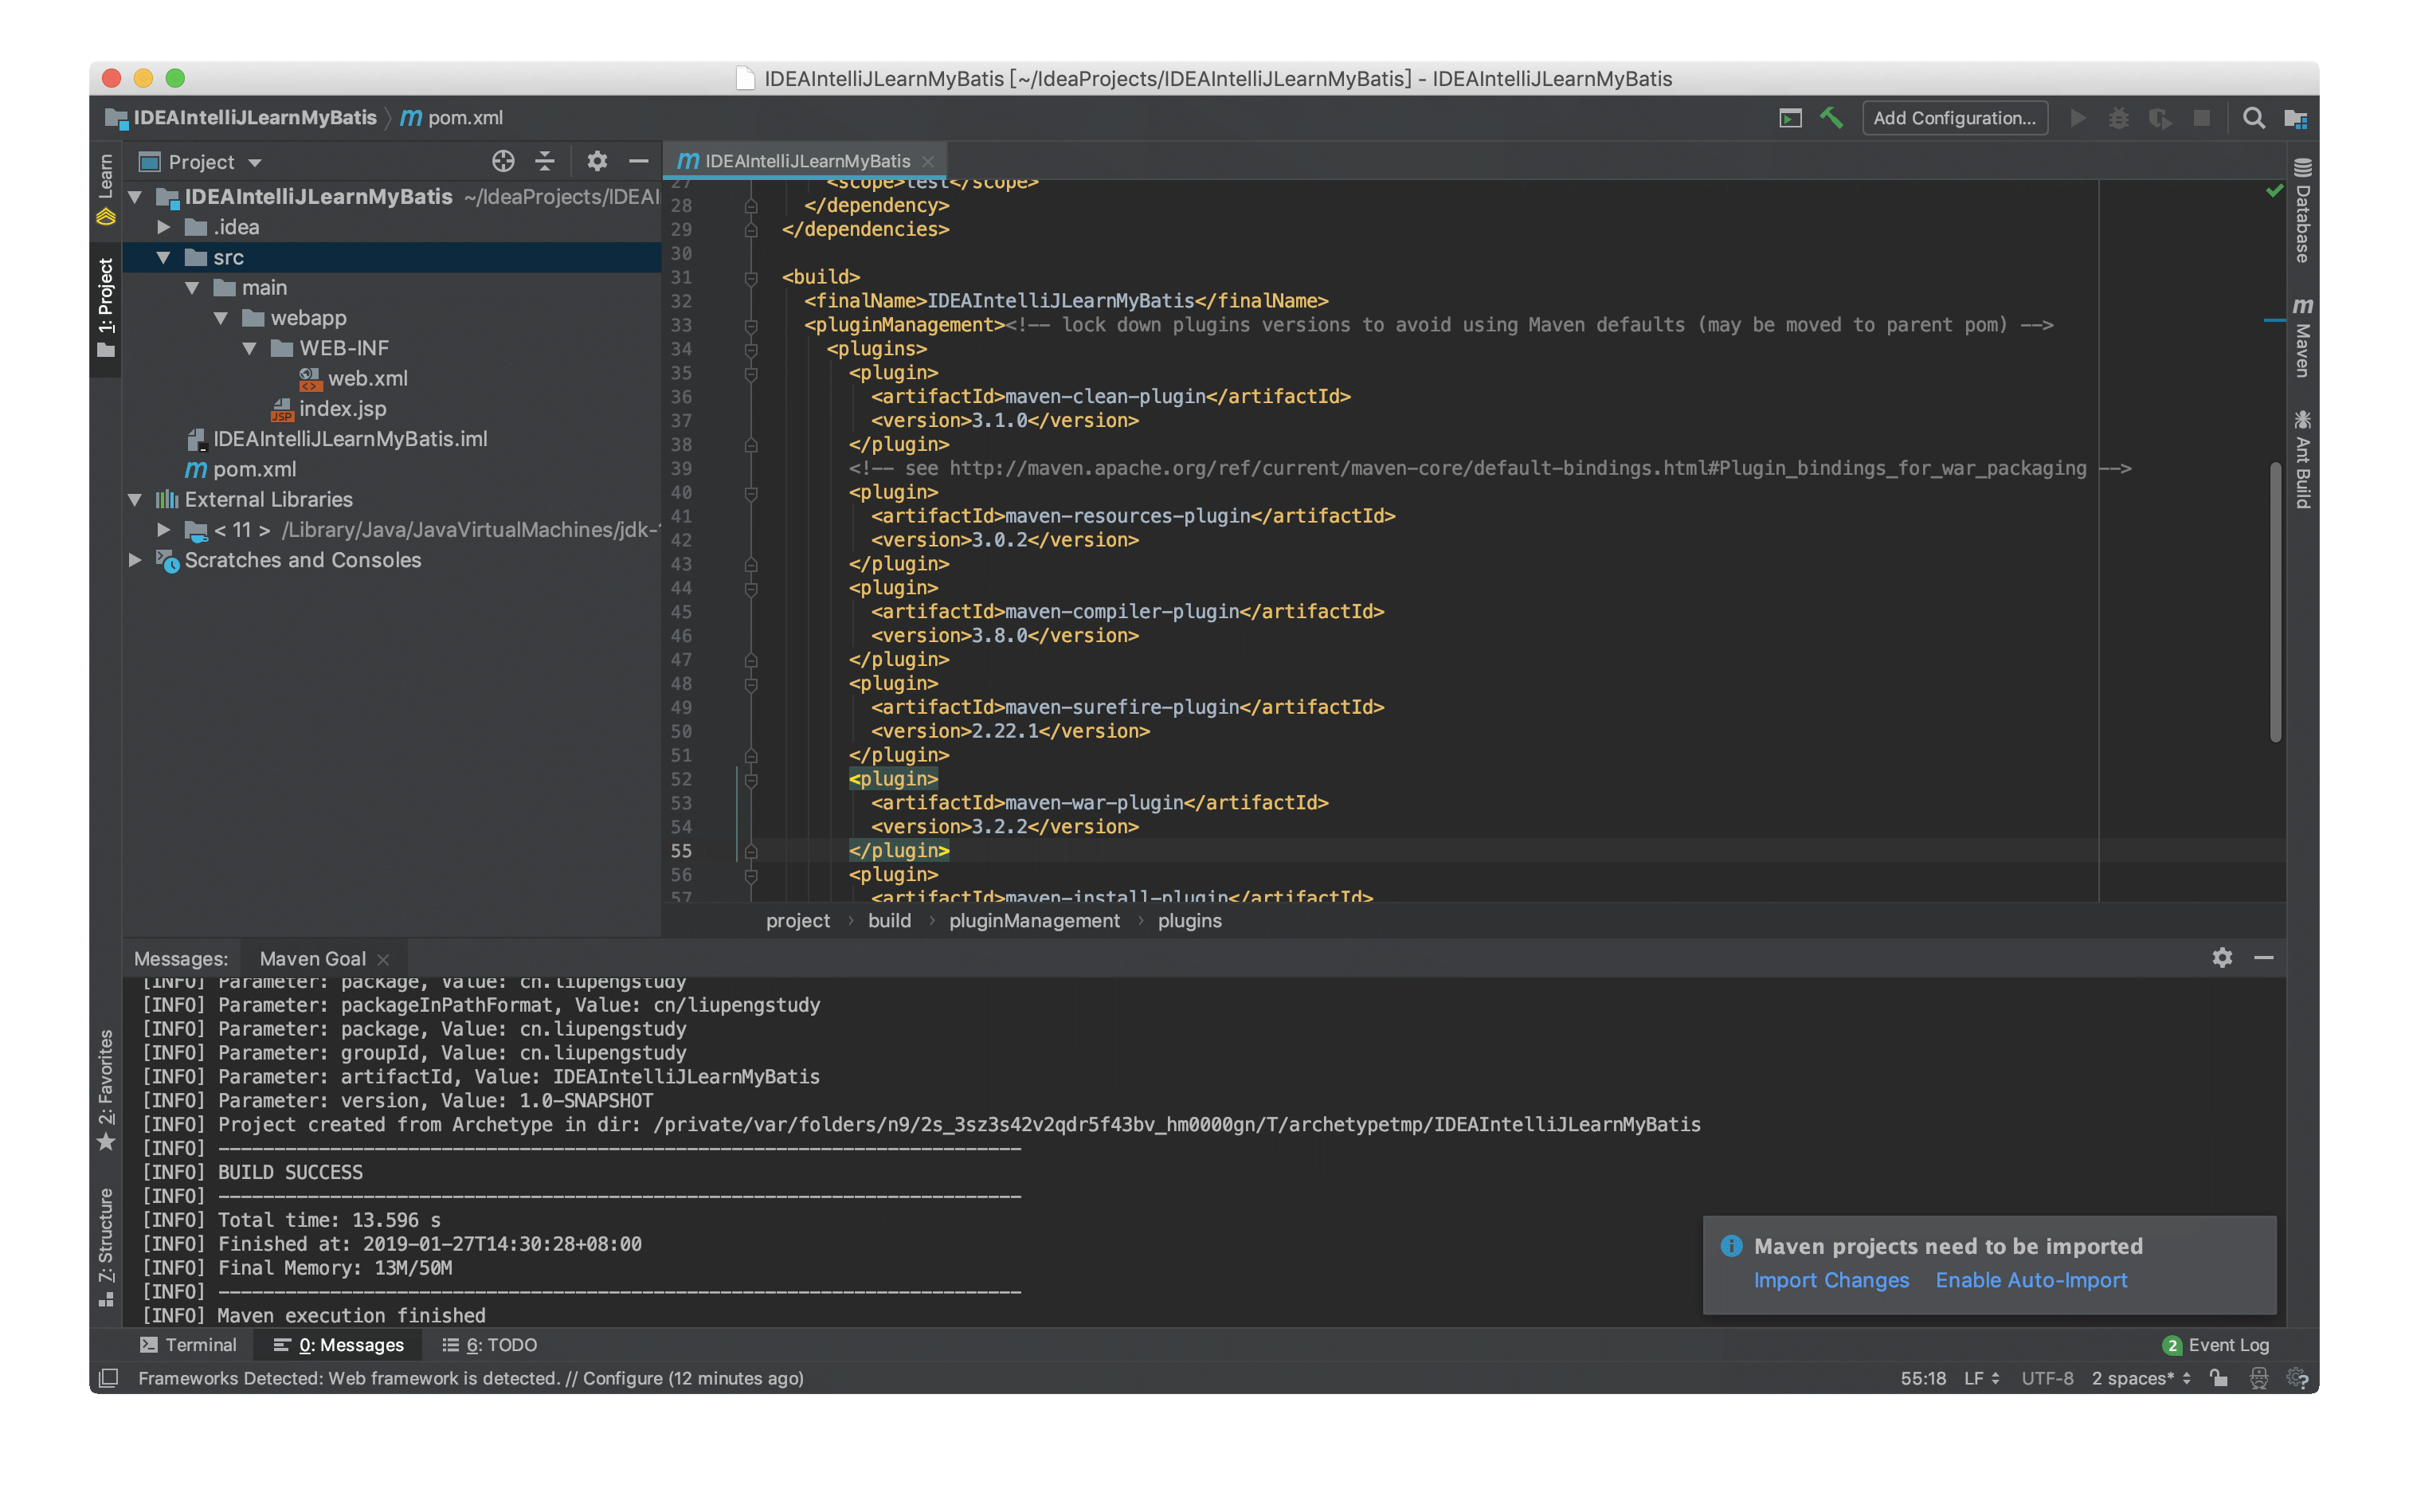 IDEAIntelliJLearnMyBatis [~/IdeaProjects/IDEAIntelliJLearnMyBatis] - IDEAIntelliJLearnMyBatis
IDEAIntelliJLearnMyBatis
pom.xml
Add Configuration...
Learn
1: Project
2: Favorites
Z: Structure
Project
IDEAIntelliJLearnMyBatis ~/IdeaProjects/IDEAI
.idea
src
main
webapp
WEB-INF
web.xml
index.jsp
IDEAIntelliJLearnMyBatis.iml
pom.xml
External Libraries
< 11 > /Library/Java/JavaVirtualMachines/jdk-1
Scratches and Consoles
IDEAIntelliJLearnMyBatis
27 <scope>test</scope>
28 </dependency>
29 </dependencies>
30
31 <build>
32 <finalName>IDEAIntelliJLearnMyBatis</finalName>
33 <pluginManagement><!-- lock down plugins versions to avoid using Maven defaults (may be moved to parent pom) -->
34 <plugins>
35 <plugin>
36 <artifactId>maven-clean-plugin</artifactId>
37 <version>3.1.0</version>
38 </plugin>
39 <!-- see http://maven.apache.org/ref/current/maven-core/default-bindings.html#Plugin_bindings_for_war_packaging -->
40 <plugin>
41 <artifactId>maven-resources-plugin</artifactId>
42 <version>3.0.2</version>
43 </plugin>
44 <plugin>
45 <artifactId>maven-compiler-plugin</artifactId>
46 <version>3.8.0</version>
47 </plugin>
48 <plugin>
49 <artifactId>maven-surefire-plugin</artifactId>
50 <version>2.22.1</version>
51 </plugin>
52 <plugin>
53 <artifactId>maven-war-plugin</artifactId>
54 <version>3.2.2</version>
55 </plugin>
56 <plugin>
57 <artifactId>maven-install-plugin</artifactId>
project › build › pluginManagement › plugins
Database
Maven
Ant Build
Messages: Maven Goal
[INFO] Parameter: package, Value: cn.liupengstudy
[INFO] Parameter: packageInPathFormat, Value: cn/liupengstudy
[INFO] Parameter: package, Value: cn.liupengstudy
[INFO] Parameter: groupId, Value: cn.liupengstudy
[INFO] Parameter: artifactId, Value: IDEAIntelliJLearnMyBatis
[INFO] Parameter: version, Value: 1.0-SNAPSHOT
[INFO] Project created from Archetype in dir: /private/var/folders/n9/2s_3sz3s42v2qdr5f43bv_hm0000gn/T/archetypetmp/IDEAIntelliJLearnMyBatis
[INFO] ------------------------------------------------------------------------
[INFO] BUILD SUCCESS
[INFO] ------------------------------------------------------------------------
[INFO] Total time: 13.596 s
[INFO] Finished at: 2019-01-27T14:30:28+08:00
[INFO] Final Memory: 13M/50M
[INFO] ------------------------------------------------------------------------
[INFO] Maven execution finished
Maven projects need to be imported
Import Changes Enable Auto-Import
Terminal
0: Messages
6: TODO
2 Event Log
Frameworks Detected: Web framework is detected. // Configure (12 minutes ago)
55:18 LF UTF-8 2 spaces*